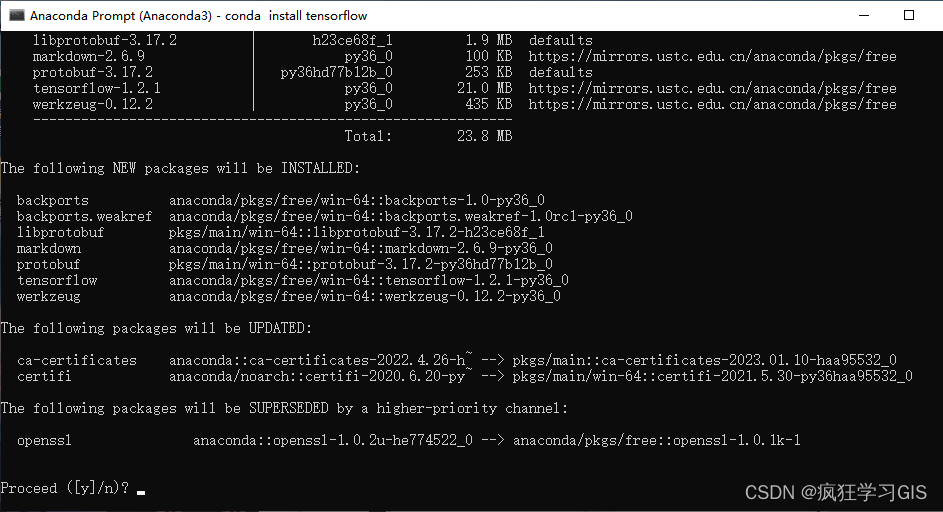 Anaconda Prompt (Anaconda3) - conda  install tensorflow
libprotobuf-3.17.2         |       h23ce68f_1         1.9 MB  defaults
markdown-2.6.9             |           py36_0         100 KB  https://mirrors.ustc.edu.cn/anaconda/pkgs/free
protobuf-3.17.2            |   py36hd77b12b_0         253 KB  defaults
tensorflow-1.2.1           |           py36_0        21.0 MB  https://mirrors.ustc.edu.cn/anaconda/pkgs/free
werkzeug-0.12.2            |           py36_0         435 KB  https://mirrors.ustc.edu.cn/anaconda/pkgs/free
------------------------------------------------------------
Total:        23.8 MB
The following NEW packages will be INSTALLED:
backports          anaconda/pkgs/free/win-64::backports-1.0-py36_0
backports.weakref  anaconda/pkgs/free/win-64::backports.weakref-1.0rc1-py36_0
libprotobuf        pkgs/main/win-64::libprotobuf-3.17.2-h23ce68f_1
markdown           anaconda/pkgs/free/win-64::markdown-2.6.9-py36_0
protobuf           pkgs/main/win-64::protobuf-3.17.2-py36hd77b12b_0
tensorflow         anaconda/pkgs/free/win-64::tensorflow-1.2.1-py36_0
werkzeug           anaconda/pkgs/free/win-64::werkzeug-0.12.2-py36_0
The following packages will be UPDATED:
ca-certificates    anaconda::ca-certificates-2022.4.26-h~ --> pkgs/main::ca-certificates-2023.01.10-haa95532_0
certifi            anaconda/noarch::certifi-2020.6.20-py~ --> pkgs/main/win-64::certifi-2021.5.30-py36haa95532_0
The following packages will be SUPERSEDED by a higher-priority channel:
openssl               anaconda::openssl-1.0.2u-he774522_0 --> anaconda/pkgs/free::openssl-1.0.1k-1
Proceed ([y]/n)?
CSDN @疯狂学习GIS